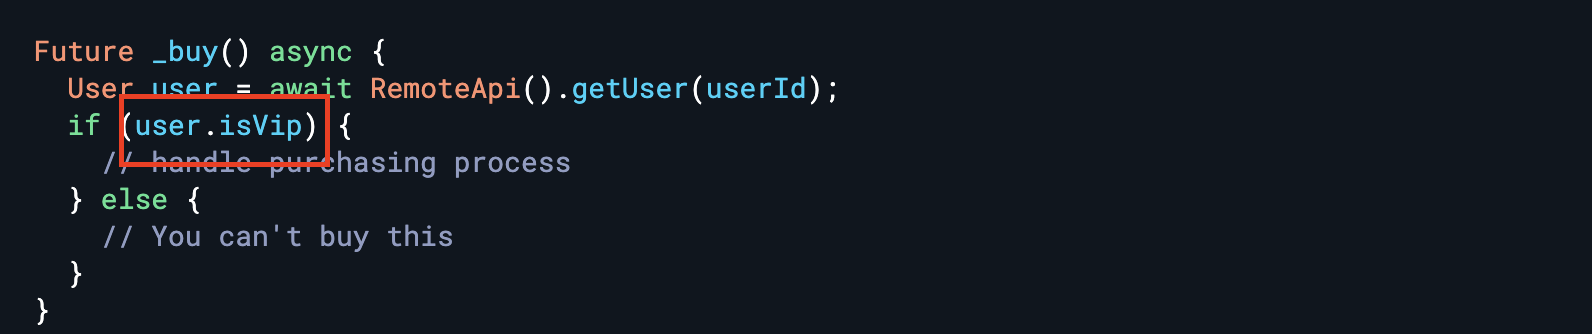 Future _buy() async {
User user = await RemoteApi().getUser(userId);
if (user.isVip) {
// handle purchasing process
} else {
// You can't buy this
}
}